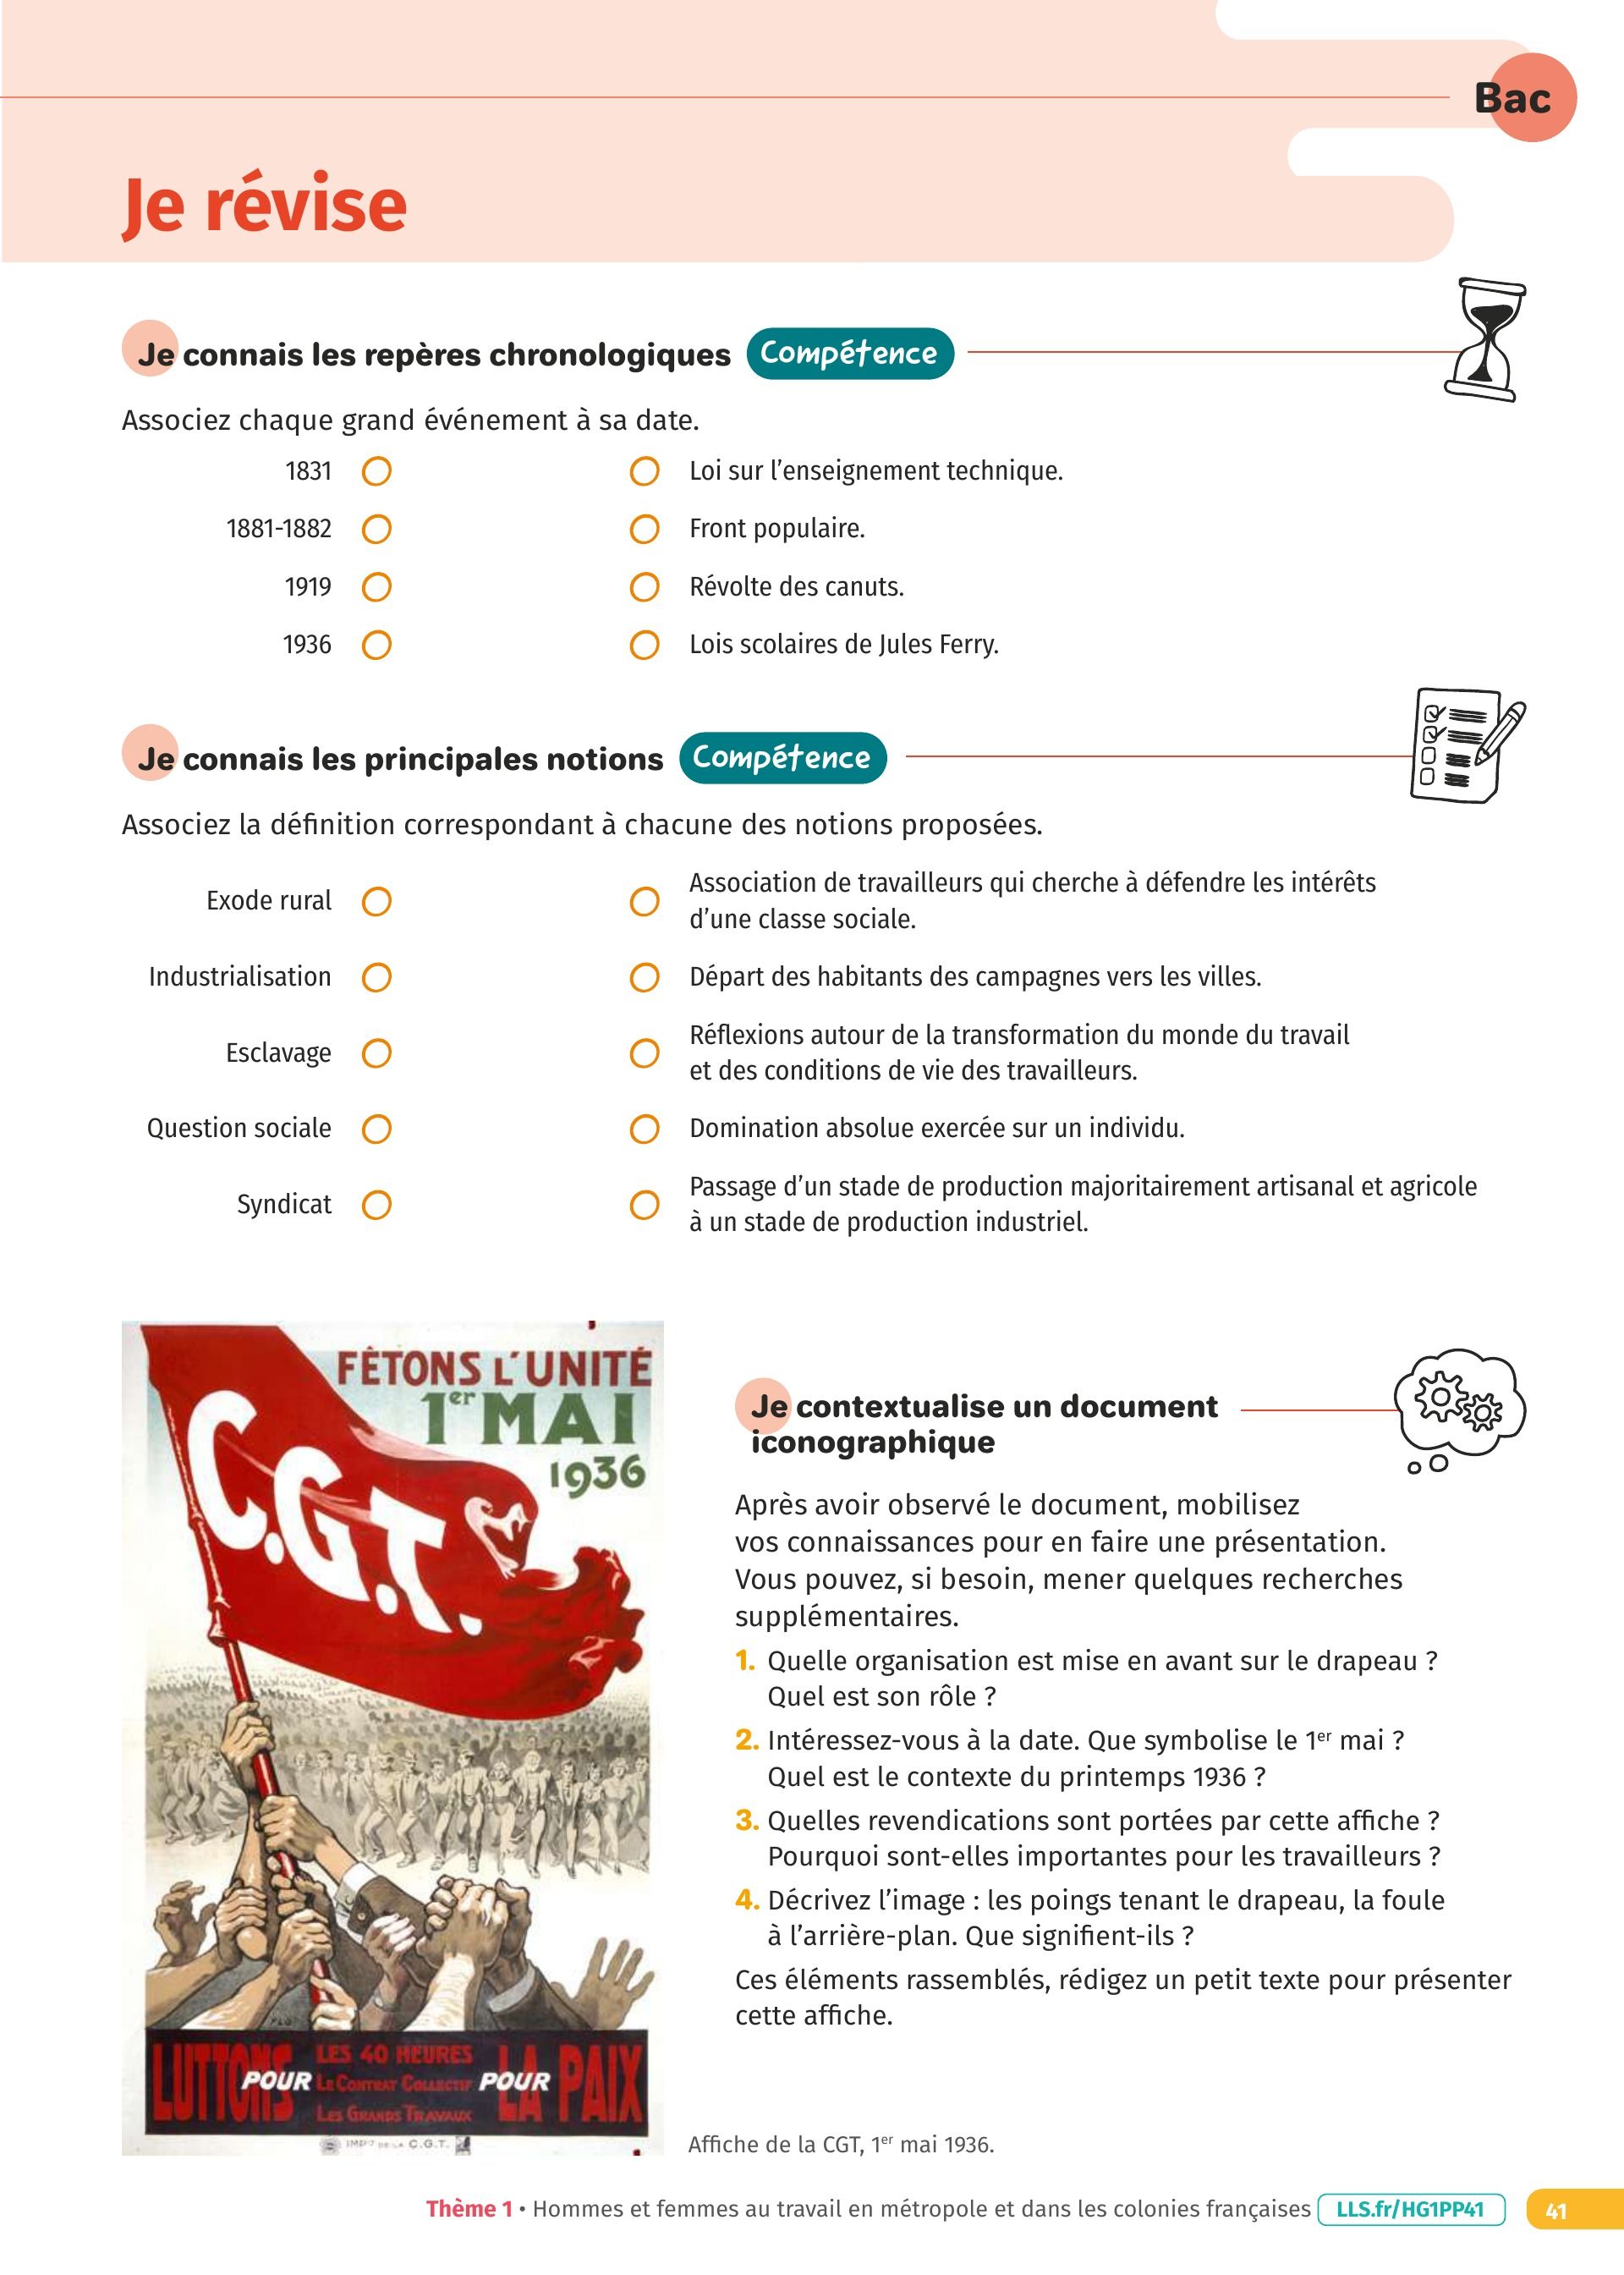 Bac
Je révise
Je connais les repères chronologiques Compétence
Associez chaque grand événement à sa date.
1831 Loi sur l'enseignement technique.
1881-1882 Front populaire.
1919 Révolte des canuts.
1936 Lois scolaires de Jules Ferry.
Je connais les principales notions Compétence
Associez la définition correspondant à chacune des notions proposées.
Exode rural
Association de travailleurs qui cherche à défendre les intérêts
d'une classe sociale.
Industrialisation Départ des habitants des campagnes vers les villes.
Esclavage
Réflexions autour de la transformation du monde du travail
et des conditions de vie des travailleurs.
Question sociale Domination absolue exercée sur un individu.
Syndicat
Passage d'un stade de production majoritairement artisanal et agricole
à un stade de production industriel.
FÊTONS L'UNITÉ
1er MAI
1936
C.G.T.
LUTTONS POUR LES 40 HEURES POUR LA PAIX
LE CONTRAT COLLECTIF
LES GRANDS TRAVAUX
IMP. DE LA C.G.T.
Je contextualise un document
iconographique
Après avoir observé le document, mobilisez
vos connaissances pour en faire une présentation.
Vous pouvez, si besoin, mener quelques recherches
supplémentaires.
1. Quelle organisation est mise en avant sur le drapeau ?
Quel est son rôle ?
2. Intéressez-vous à la date. Que symbolise le 1er mai ?
Quel est le contexte du printemps 1936 ?
3. Quelles revendications sont portées par cette affiche ?
Pourquoi sont-elles importantes pour les travailleurs ?
4. Décrivez l'image : les poings tenant le drapeau, la foule
à l'arrière-plan. Que signifient-ils ?
Ces éléments rassemblés, rédigez un petit texte pour présenter
cette affiche.
Affiche de la CGT, 1er mai 1936.
Thème 1 • Hommes et femmes au travail en métropole et dans les colonies françaises LLS.fr/HG1PP41 41